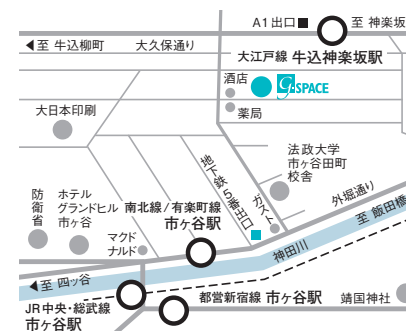 A1出口■
至 神楽坂
◀至 牛込柳町
大久保通り
大江戸線 牛込神楽坂駅
酒店
G-SPACE
薬局
大日本印刷
法政大学
市ヶ谷田町
校舎
地下鉄5番出口
ガスト
外堀通り
至 飯田橋
防衛省
ホテル
グランドヒル
市ヶ谷
南北線/有楽町線
市ヶ谷駅
マクド
ナルド
神田川
◀至 四ッ谷
JR中央・総武線
市ヶ谷駅
都営新宿線 市ヶ谷駅
靖国神社